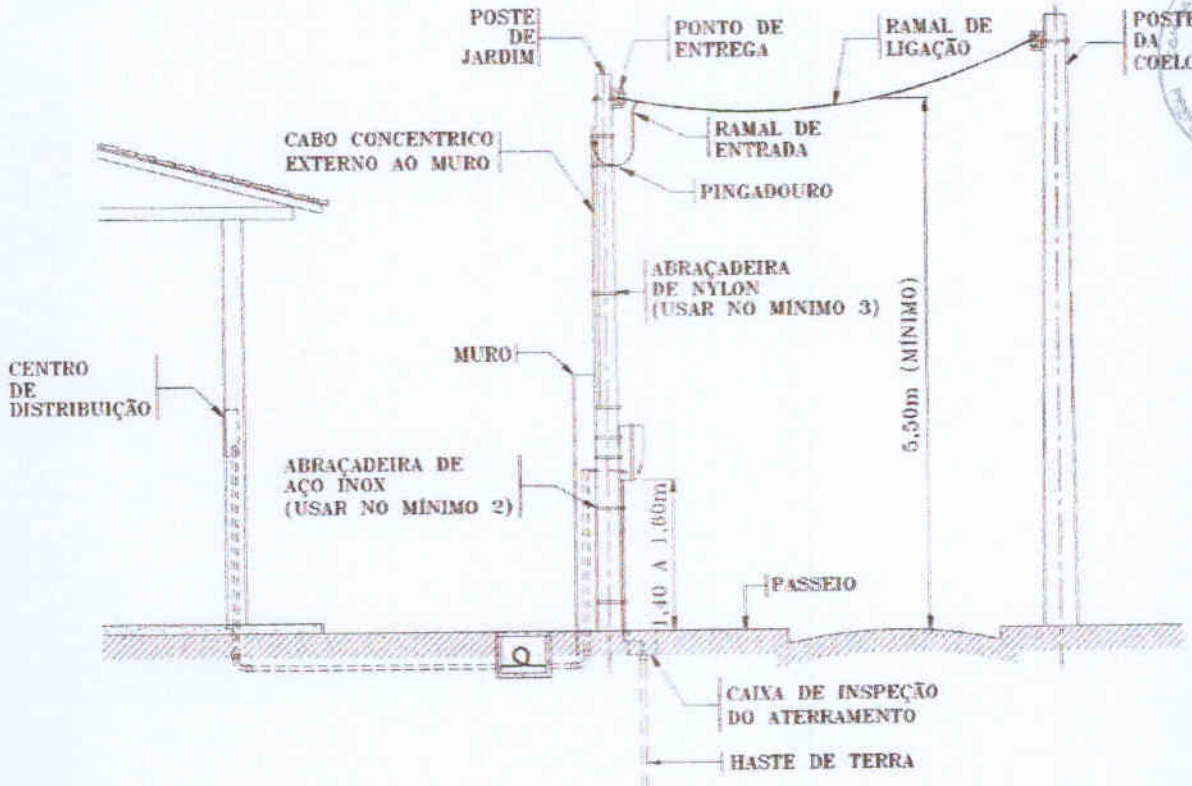 POSTE
DE
JARDIM
PONTO DE
ENTREGA
RAMAL DE
LIGAÇÃO
DA
CABO CONCENTRICO
EXTERNO AO MURO
RAMAL DE
ENTRADA
PINGADOURO
ABRAÇADEIRA
DE NYLON
(USAR NO MÍNIMO 3)
5,50m (MÍNIMO)
MURO
CENTRO
DE
DISTRIBUIÇÃO
ABRAÇADEIRA DE
AÇO INOX
(USAR NO MÍNIMO 2)
1,40 A 1,60m
PASSEIO
CAIXA DE INSPEÇÃO
DO ATERRAMENTO
HASTE DE TERRA